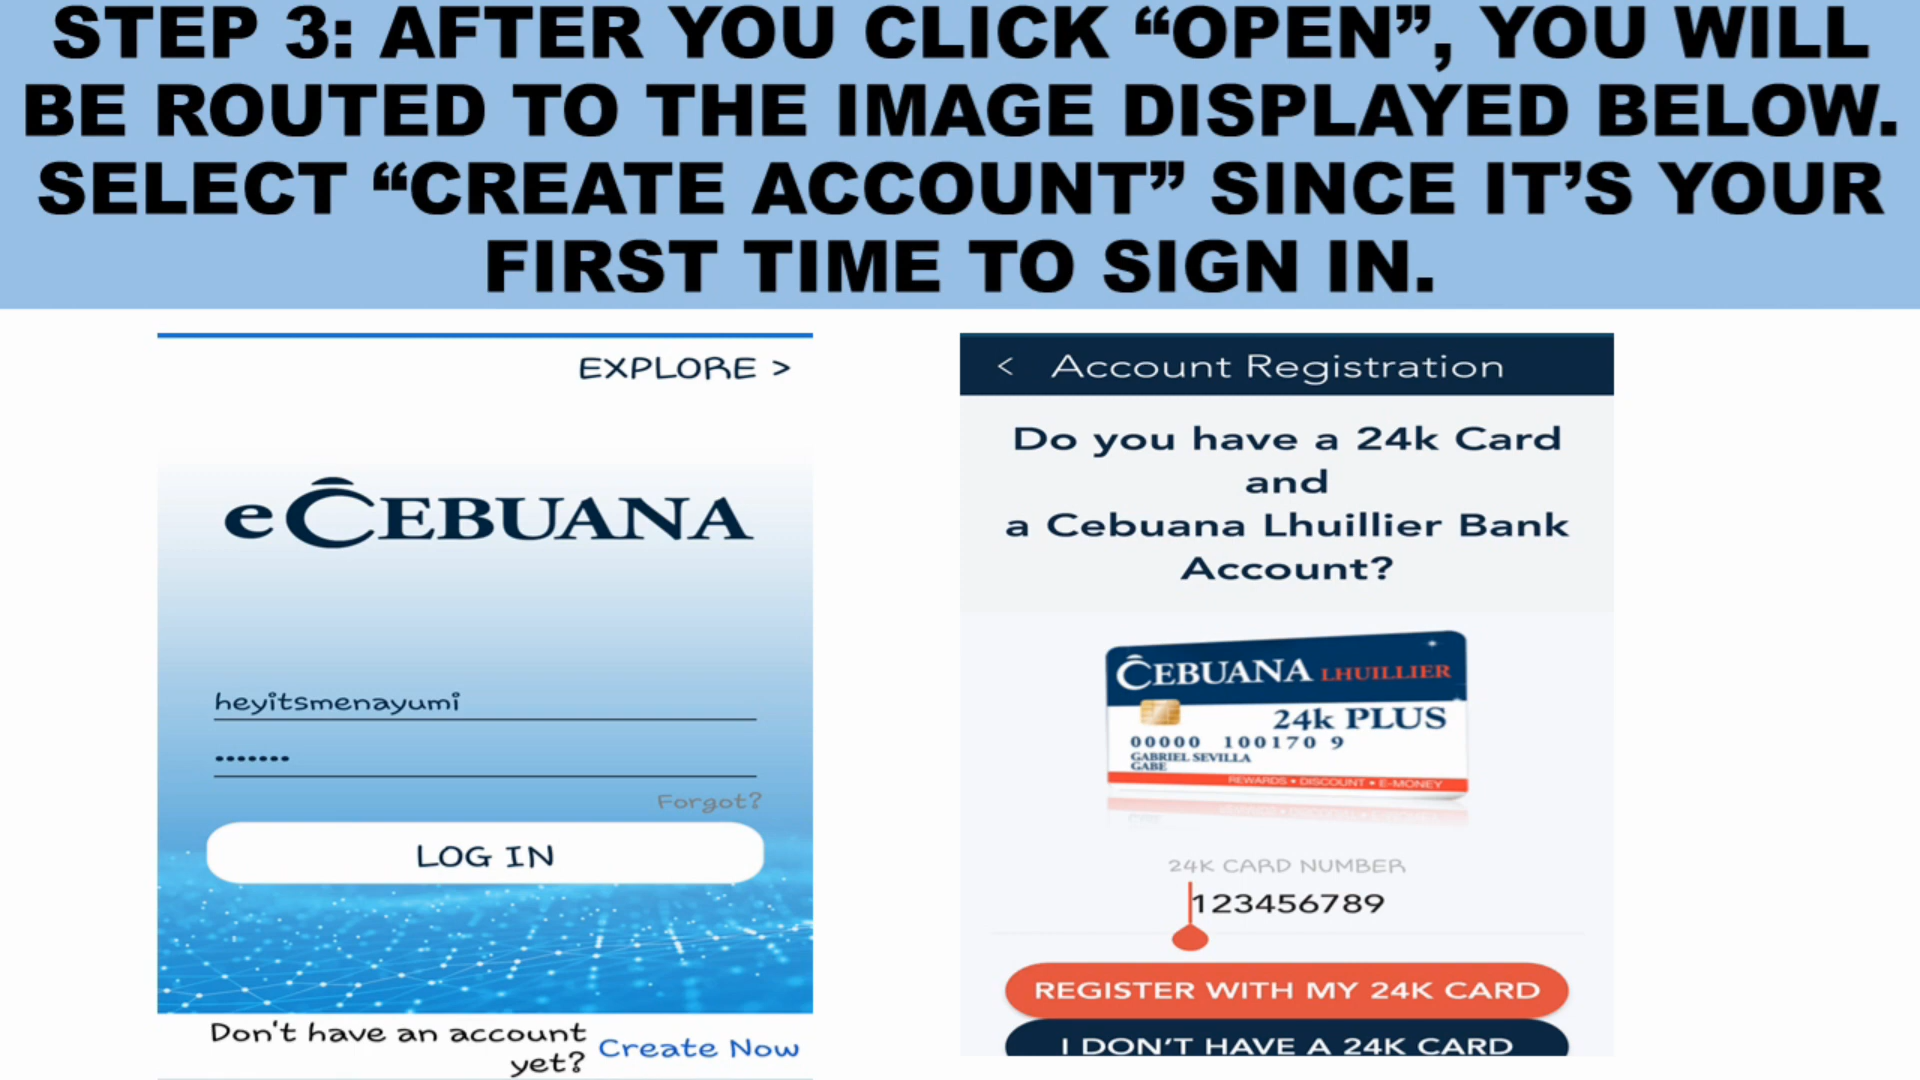 STEP 3: AFTER YOU CLICK “OPEN”, YOU WILL
BE ROUTED TO THE IMAGE DISPLAYED BELOW.
SELECT “CREATE ACCOUNT” SINCE IT’S YOUR
FIRST TIME TO SIGN IN.
EXPLORE >
eCEBUANA
heyitsmenayumi
•••••••
Forgot?
LOG IN
Don't have an account
yet?
Create Now
< Account Registration
Do you have a 24k Card
and
a Cebuana Lhuillier Bank
Account?
CEBUANA LHUILLIER
24k PLUS
00000 100170 9
GABRIEL SEVILLA
GABE
REWARDS • DISCOUNT • E-MONEY
24K CARD NUMBER
123456789
REGISTER WITH MY 24K CARD
I DON'T HAVE A 24K CARD